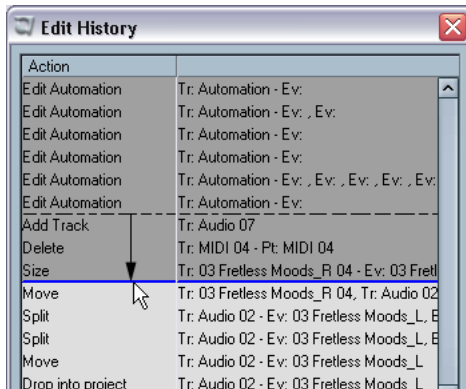 Edit History
Action
Edit Automation Tr: Automation - Ev:
Edit Automation Tr: Automation - Ev: , Ev:
Edit Automation Tr: Automation - Ev:
Edit Automation Tr: Automation - Ev: , Ev: , Ev: , Ev: , Ev:
Edit Automation Tr: Automation - Ev:
Add Track Tr: Audio 07
Delete Tr: MIDI 04 - Pt: MIDI 04
Size Tr: 03 Fretless Moods_R 04 - Ev: 03 Fretl
Move Tr: 03 Fretless Moods_R 04, Tr: Audio 02
Split Tr: Audio 02 - Ev: 03 Fretless Moods_L, E
Split Tr: Audio 02 - Ev: 03 Fretless Moods_L, E
Move Tr: Audio 02 - Ev: 03 Fretless Moods_L
Drop into project Tr: Audio 02 - Ev: 03 Fretless Moods_L